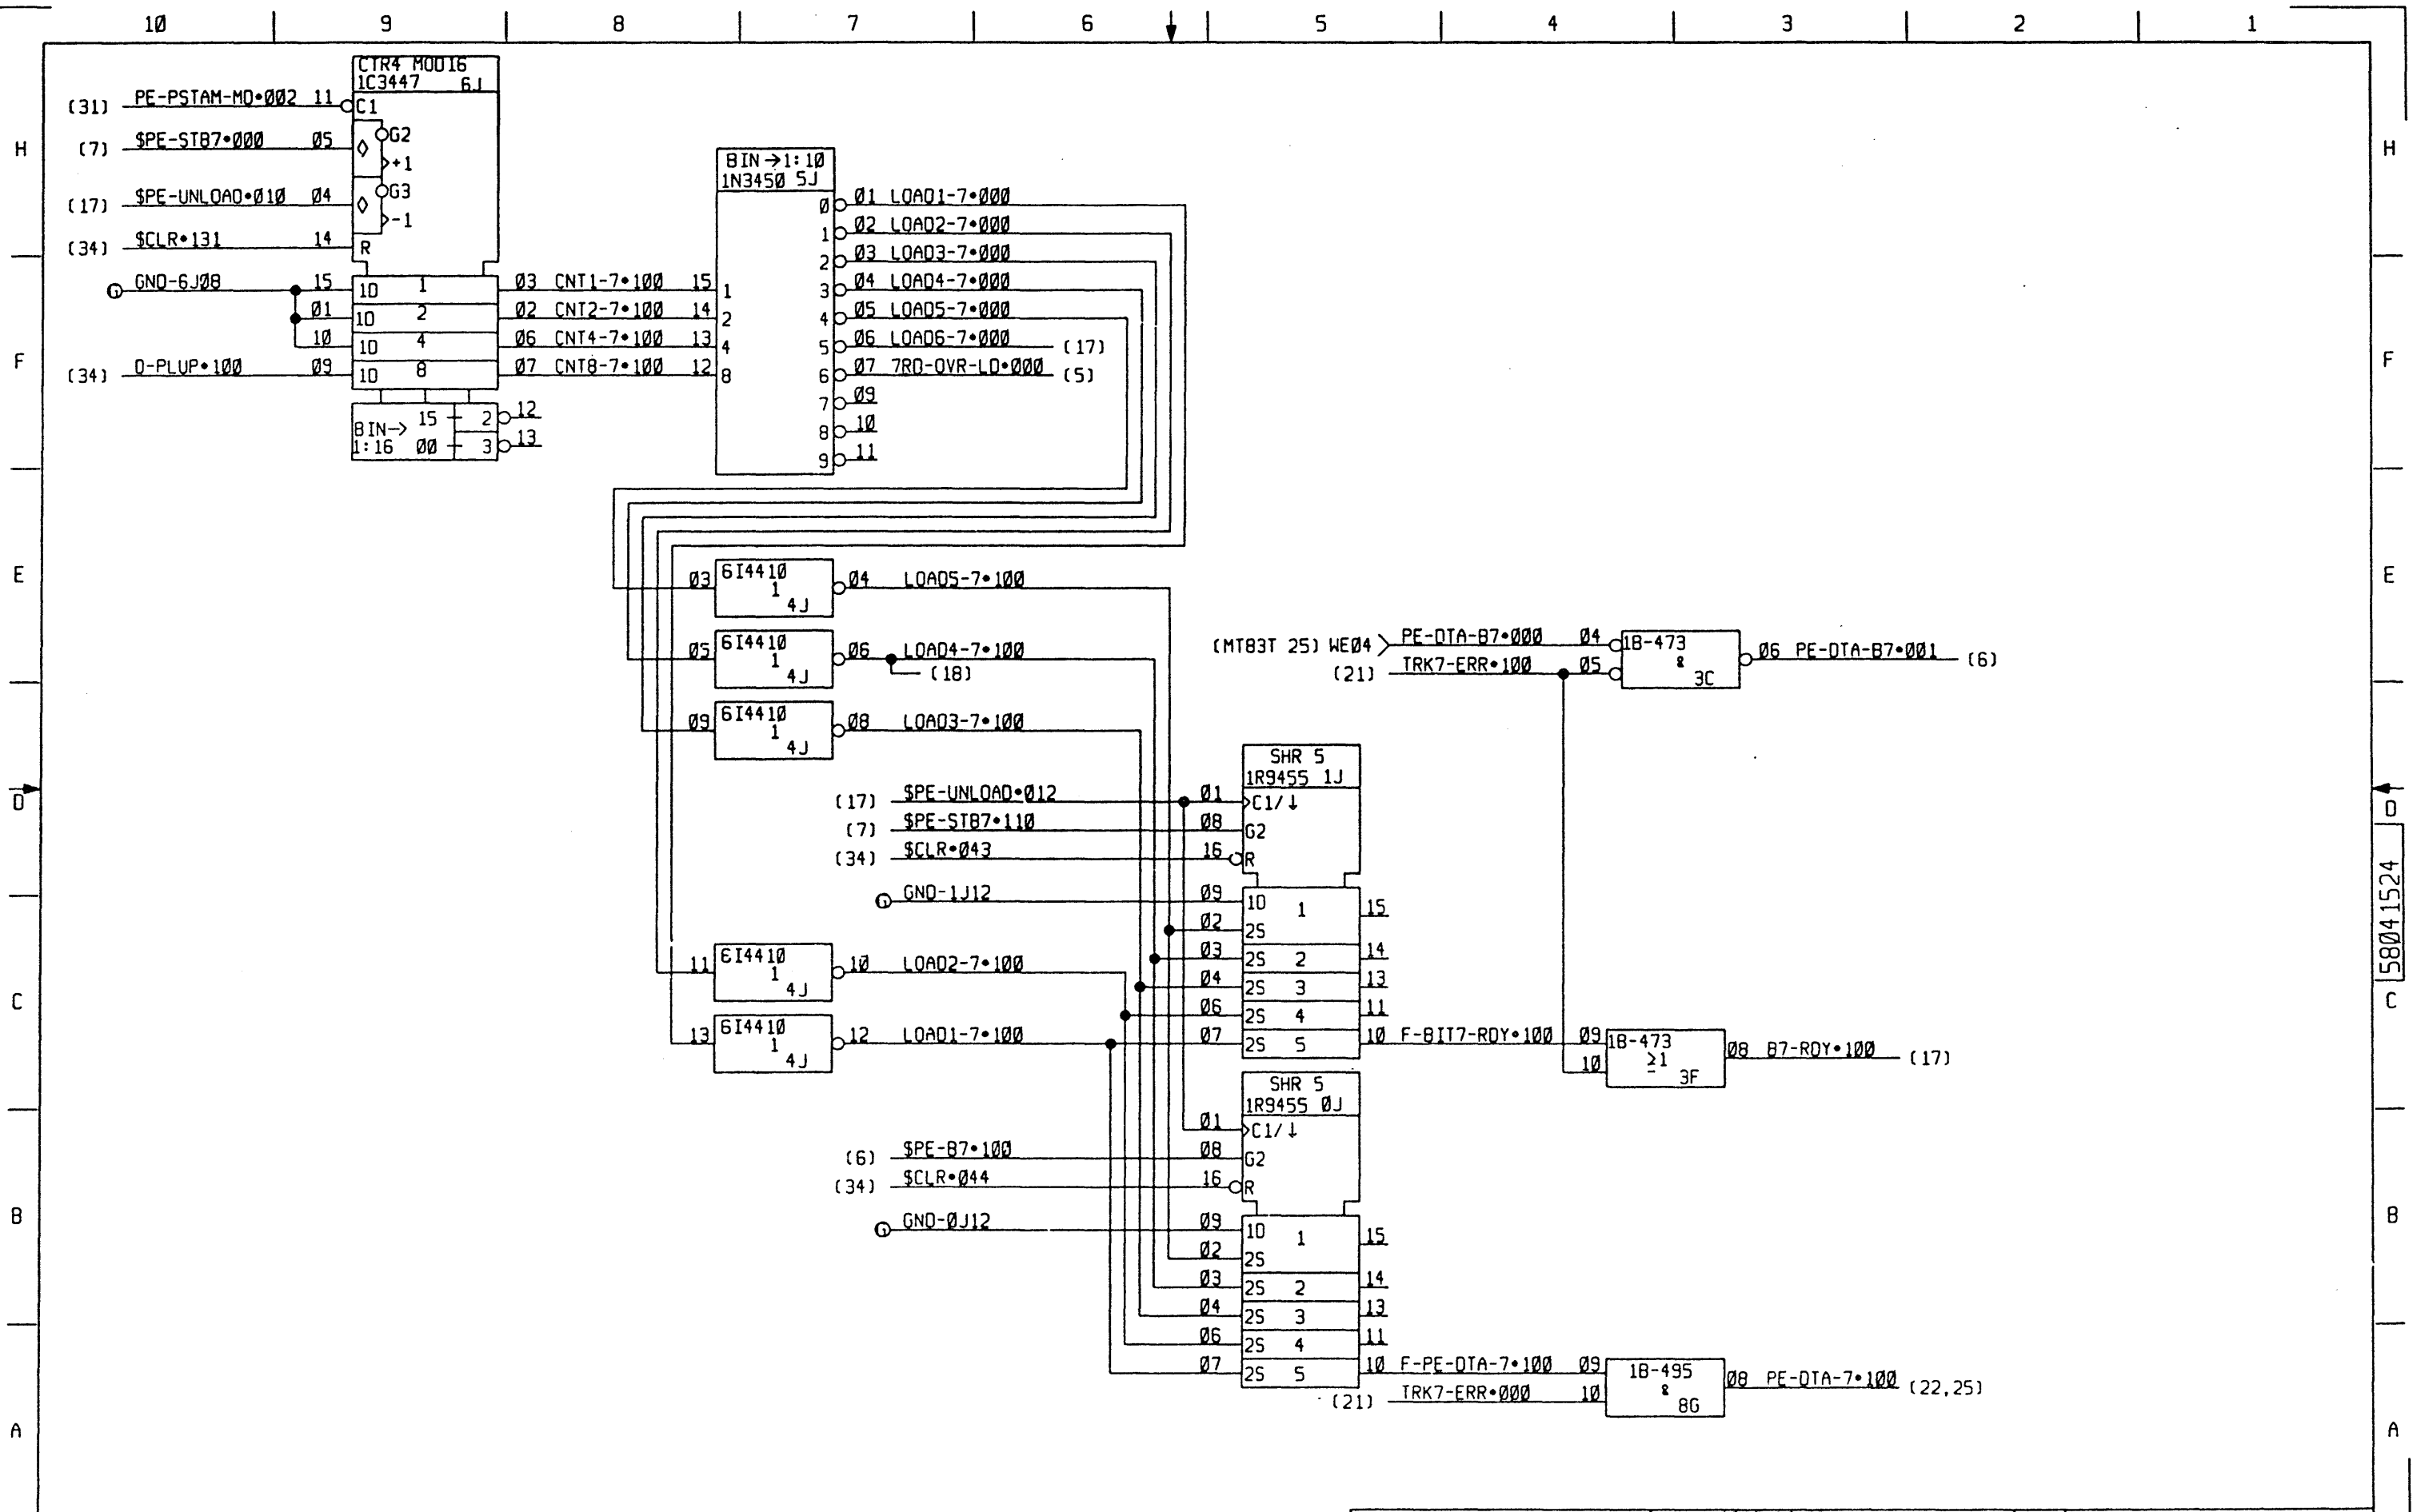 10 9 8 7 6 5 4 3 2 1
H
F
E
D
C
B
A
CTR4 MOD16
1C3447 6J
(31) PE-PSTAM-MD•002 11 C1
(7) $PE-STB7•000 05 ◊ G2
+1
(17) $PE-UNLOAD•010 04 ◊ G3
-1
(34) $CLR•131 14 R
G GND-6J08 15 1D 1 03 CNT1-7•100 15 1
01 1D 2 02 CNT2-7•100 14 2
10 1D 4 06 CNT4-7•100 13 4
(34) D-PLUP•100 09 1D 8 07 CNT8-7•100 12 8
BIN→ 15 2 12
1:16 00 3 13
BIN→1:10
1N3450 5J
0 01 LOAD1-7•000
1 02 LOAD2-7•000
2 03 LOAD3-7•000
3 04 LOAD4-7•000
4 05 LOAD5-7•000
5 06 LOAD6-7•000 (17)
6 07 7RD-OVR-LD•000 (5)
7 09
8 10
9 11
03 6I4410 1 4J 04 LOAD5-7•100
05 6I4410 1 4J 06 LOAD4-7•100
(18)
09 6I4410 1 4J 08 LOAD3-7•100
11 6I4410 1 4J 10 LOAD2-7•100
13 6I4410 1 4J 12 LOAD1-7•100
(MT83T 25) WE04 PE-DTA-B7•000 04 1B-473
(21) TRK7-ERR•100 05 & 3C
06 PE-DTA-B7•001 (6)
SHR 5
1R9455 1J
(17) $PE-UNLOAD•012 01 C1/↓
(7) $PE-STB7•110 08 G2
(34) $CLR•043 16 R
G GND-1J12 09 1D 1 15
02 2S
03 2S 2 14
04 2S 3 13
06 2S 4 11
07 2S 5 10 F-BIT7-RDY•100 09 1B-473
10 ≥1 3F
08 B7-RDY•100 (17)
SHR 5
1R9455 0J
01 C1/↓
(6) $PE-B7•100 08 G2
(34) $CLR•044 16 R
G GND-0J12 09 1D 1 15
02 2S
03 2S 2 14
04 2S 3 13
06 2S 4 11
07 2S 5 10 F-PE-DTA-7•100 09 1B-495
(21) TRK7-ERR•000 10 & 8G
08 PE-DTA-7•100 (22,25)
H
F
E
D
58041524
C
B
A